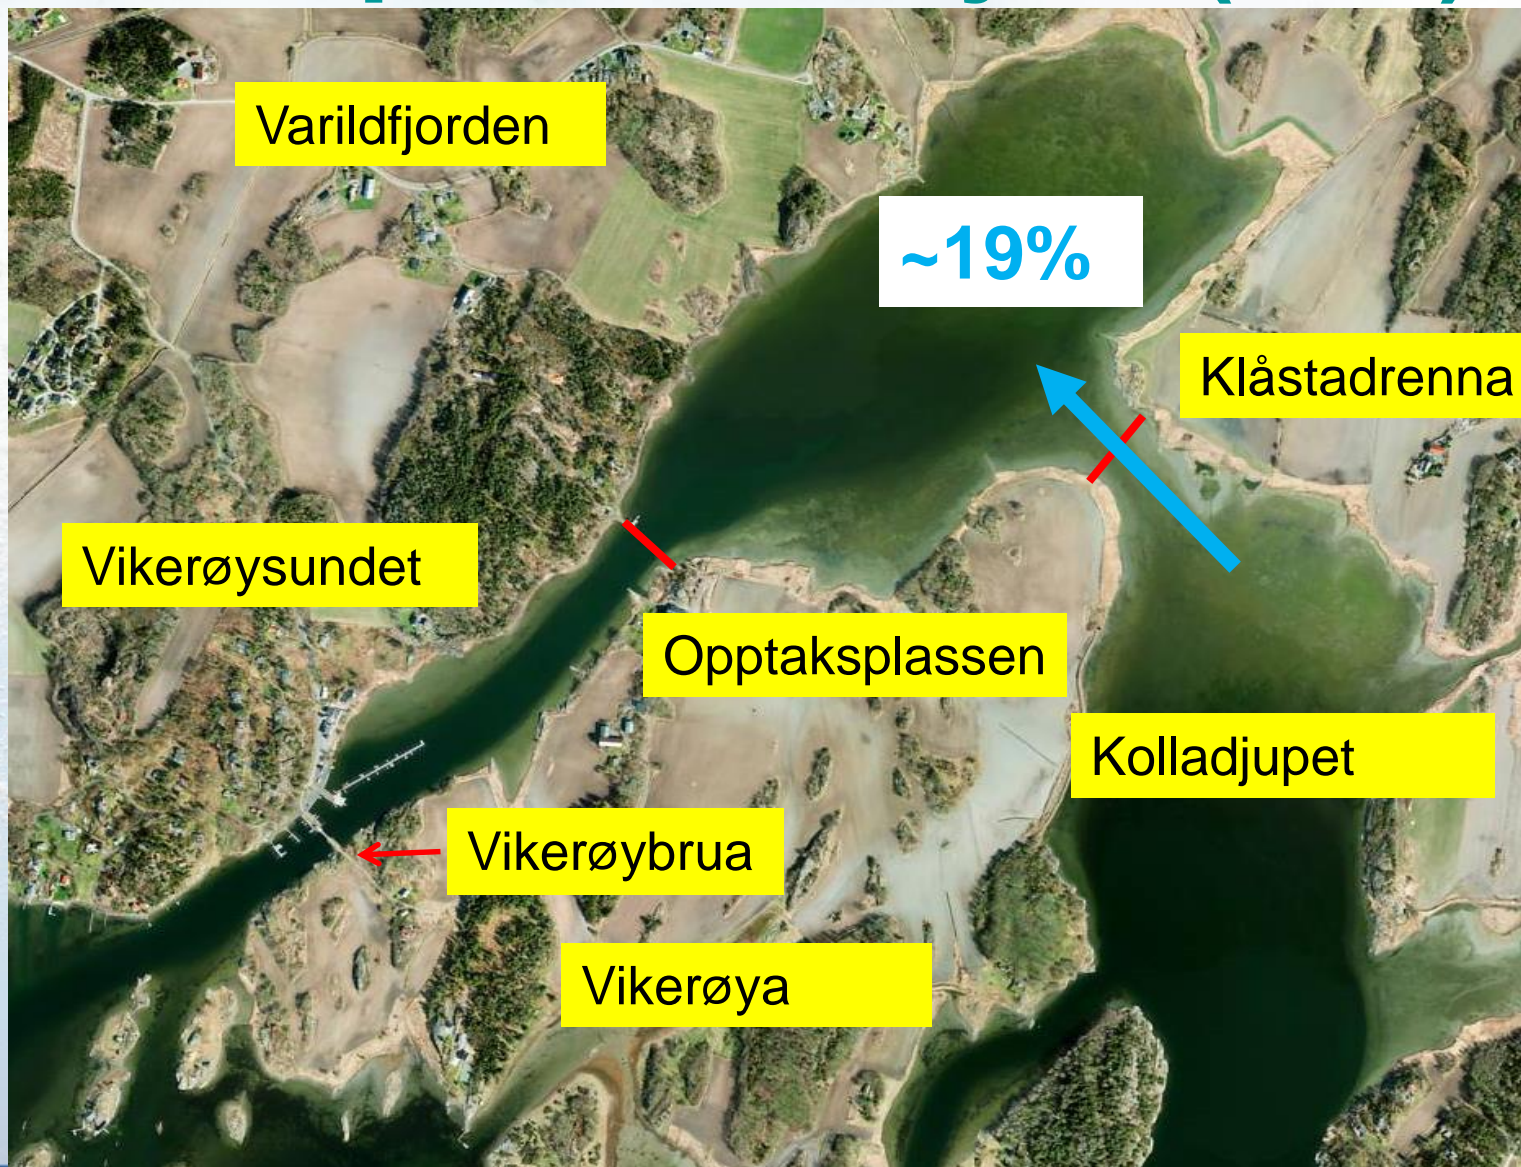 Varildfjorden
~19%
Klåstadrenna
Vikerøysundet
Opptaksplassen
Kolladjupet
Vikerøybrua
Vikerøya